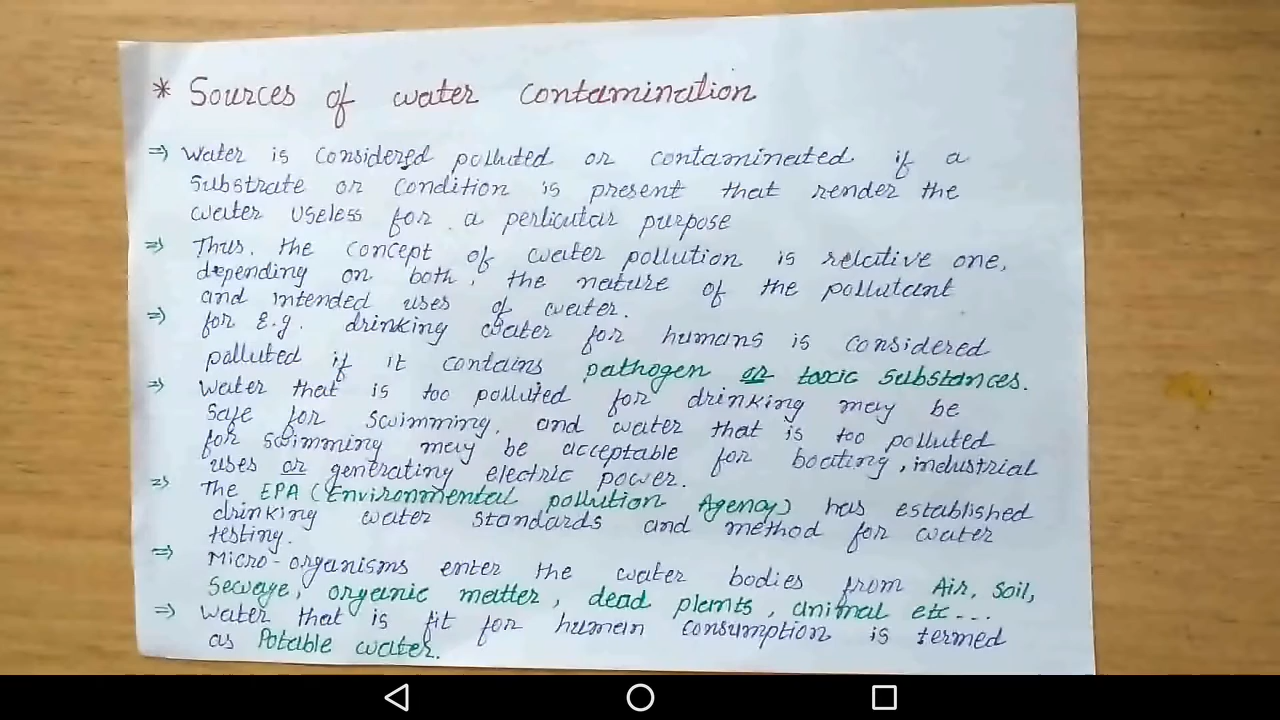 * Sources of water contamination
⇒ Water is considered polluted or contaminated if a
substrate or condition is present that render the
water useless for a perticular purpose
⇒ Thus, the concept of water pollution is relative one,
depending on both, the nature of the pollutant
and intended uses of water.
⇒ for E.g. drinking water for humans is considered
palluted if it contains pathogen or toxic substances.
⇒ Water that is too polluted for drinking may be
safe for swimming, and water that is too polluted
for swimming may be acceptable for boating, industrial
uses or generating electric power.
⇒ The EPA (Environmental pollution Agency) has established
drinking water standards and method for water
testing.
⇒ Micro-organisms enter the water bodies from Air, Soil,
Sewage, organic matter, dead plants, animal etc...
⇒ Water that is fit for human consumption is termed
as Potable water.